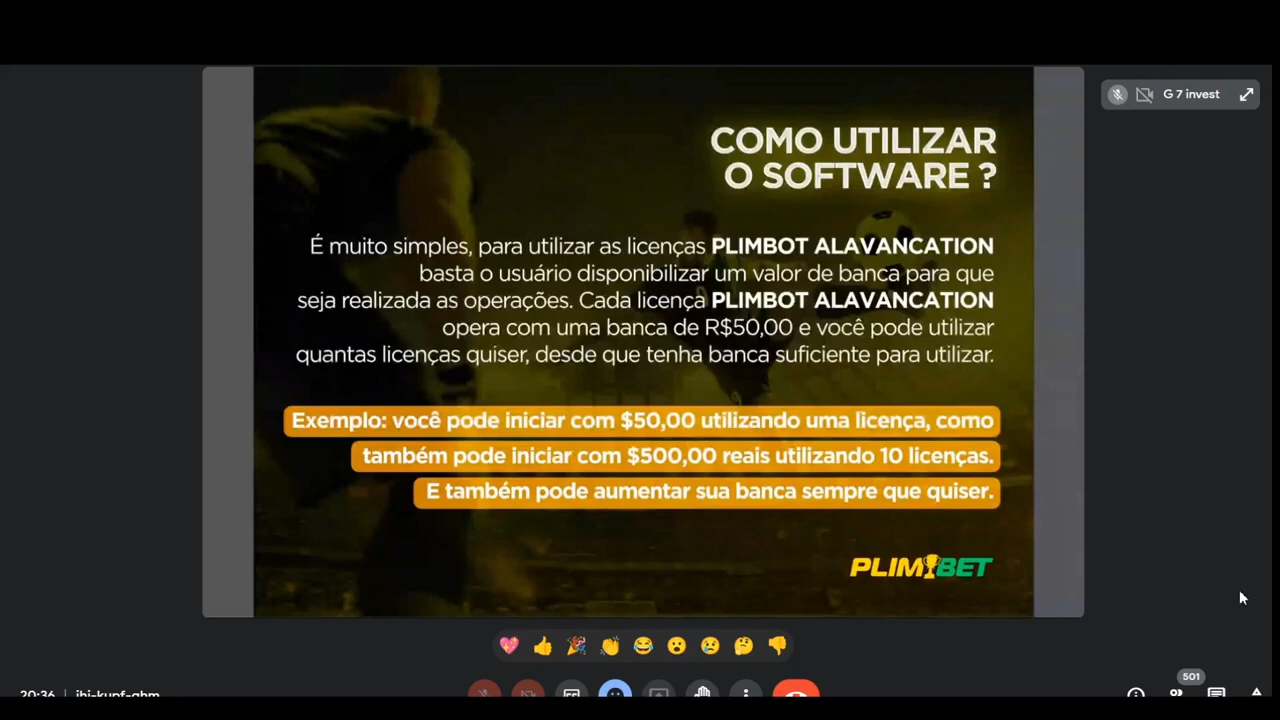 G 7 invest
COMO UTILIZAR
O SOFTWARE ?
É muito simples, para utilizar as licenças PLIMBOT ALAVANCATION
basta o usuário disponibilizar um valor de banca para que
seja realizada as operações. Cada licença PLIMBOT ALAVANCATION
opera com uma banca de R$50,00 e você pode utilizar
quantas licenças quiser, desde que tenha banca suficiente para utilizar.
Exemplo: você pode iniciar com $50,00 utilizando uma licença, como
também pode iniciar com $500,00 reais utilizando 10 licenças.
E também pode aumentar sua banca sempre que quiser.
PLIMBET
501
20:36